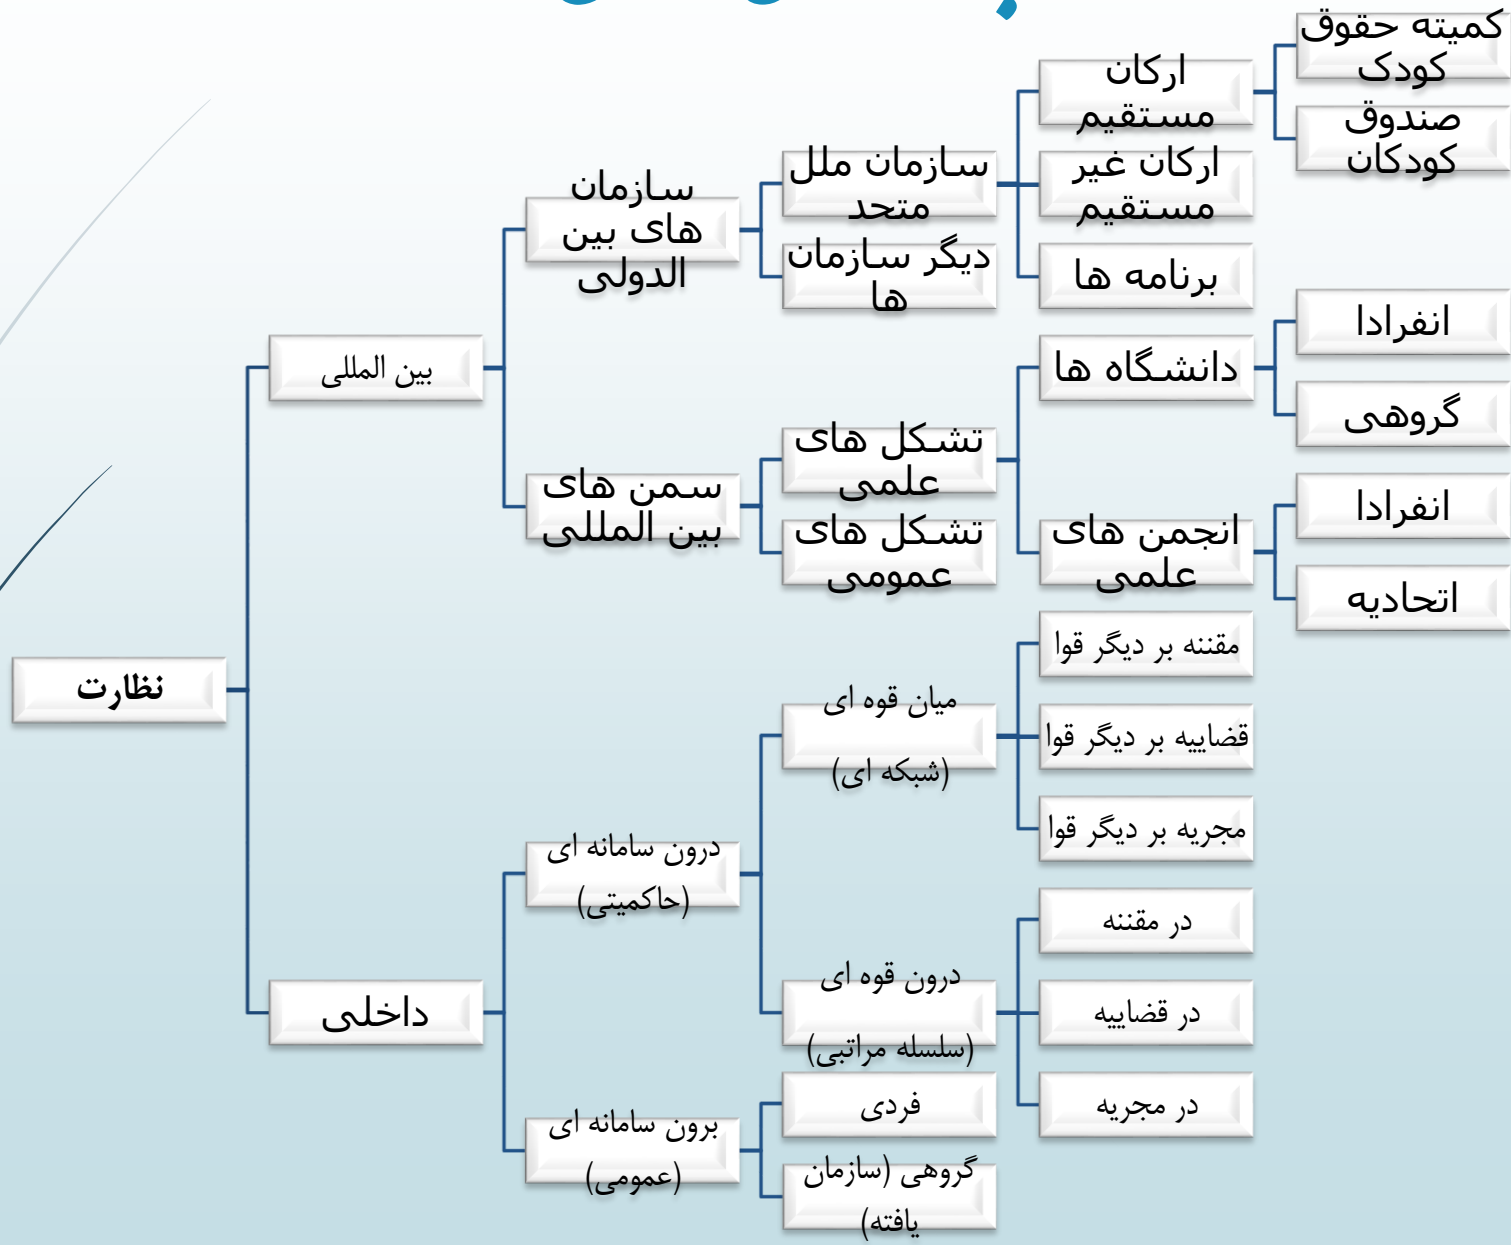 نظارت
بین المللی
سازمان
های بین
الدولی
سازمان ملل
متحد
ارکان
مستقیم
کمیته حقوق
کودک
صندوق
کودکان
ارکان غیر
مستقیم
برنامه ها
دیگر سازمان
ها
سمن های
بین المللی
تشکل های
علمی
دانشگاه ها
انفرادا
گروهی
انجمن های
علمی
انفرادا
اتحادیه
تشکل های
عمومی
داخلی
درون سامانه ای
(حاکمیتی)
میان قوه ای
(شبکه ای)
مقننه بر دیگر قوا
قضاییه بر دیگر قوا
مجریه بر دیگر قوا
درون قوه ای
(سلسله مراتبی)
در مقننه
در قضاییه
در مجریه
برون سامانه ای
(عمومی)
فردی
گروهی (سازمان
یافته)